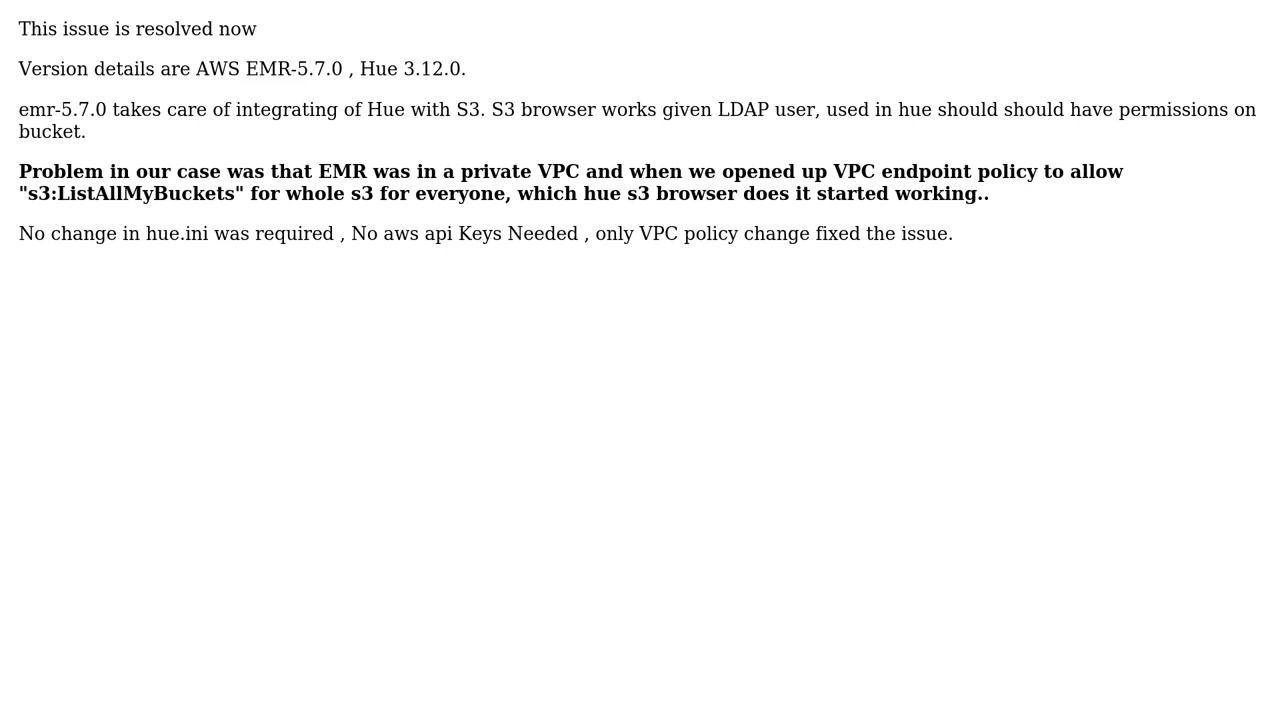 This issue is resolved now
Version details are AWS EMR-5.7.0 , Hue 3.12.0.
emr-5.7.0 takes care of integrating of Hue with S3. S3 browser works given LDAP user, used in hue should should have permissions on
bucket.
Problem in our case was that EMR was in a private VPC and when we opened up VPC endpoint policy to allow
"s3:ListAllMyBuckets" for whole s3 for everyone, which hue s3 browser does it started working..
No change in hue.ini was required , No aws api Keys Needed , only VPC policy change fixed the issue.